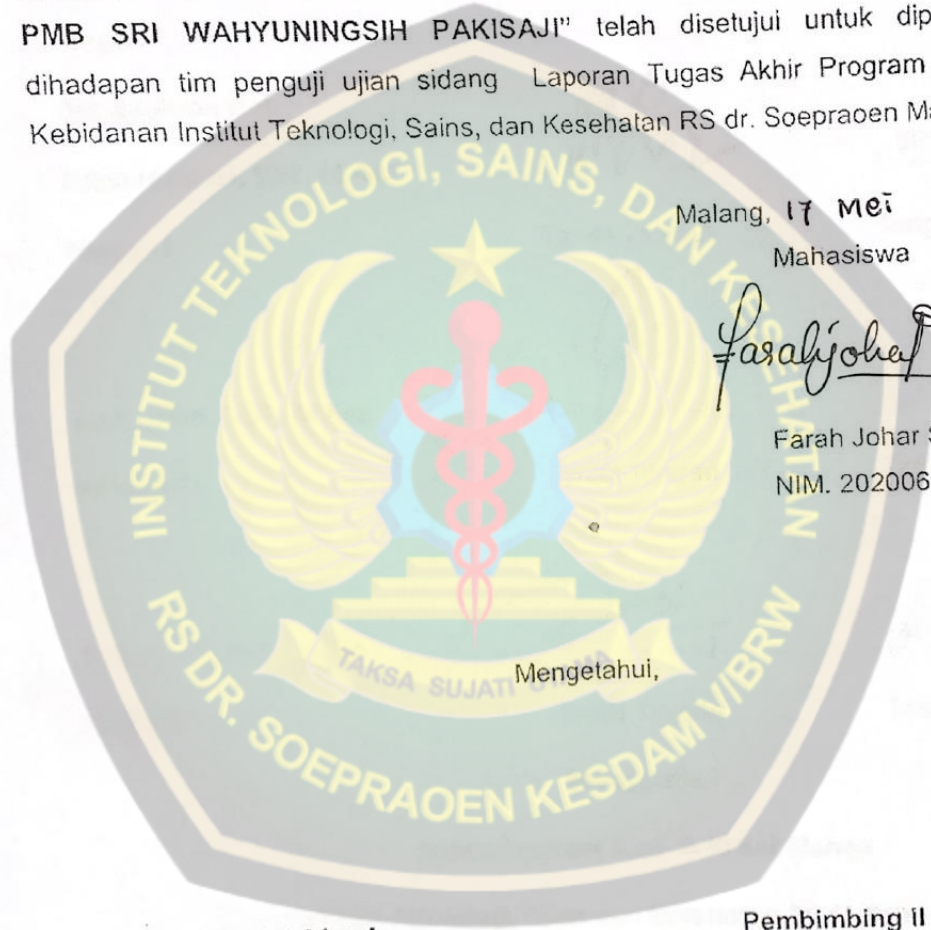 PMB SRI WAHYUNINGSIH PAKISAJI" telah disetujui untuk dip
dihadapan tim penguji ujian sidang Laporan Tugas Akhir Program
Kebidanan Institut Teknologi, Sains, dan Kesehatan RS dr. Soepraoen Ma
Malang, 17 Mei
Mahasiswa
Farah Johar
NIM. 202006
INSTITUT TEKNOLOGI, SAINS, DAN KESEHATAN
TAKSA SUJATI UTAMA
Mengetahui,
RS DR. SOEPRAOEN KESDAM V/BRW
Pembimbing II